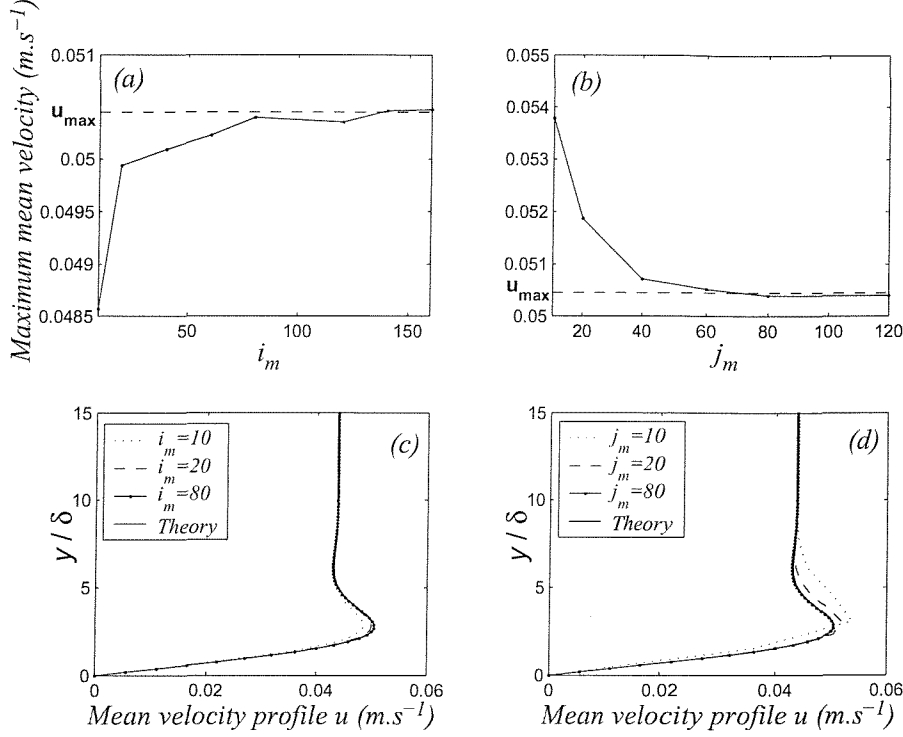 Maximum mean velocity (m.s⁻¹)
(a)
0.051
u_max
0.05
0.0495
0.049
0.0485
50
100
150
i_m
(b)
0.055
0.054
0.053
0.052
0.051
u_max
0.05
20
40
60
80
100
120
j_m
(c)
15
10
5
0
y / δ
i_m=10
i_m=20
i_m=80
Theory
0
0.02
0.04
0.06
Mean velocity profile u (m.s⁻¹)
(d)
15
10
5
0
y / δ
j_m=10
j_m=20
j_m=80
Theory
0
0.02
0.04
0.06
Mean velocity profile u (m.s⁻¹)